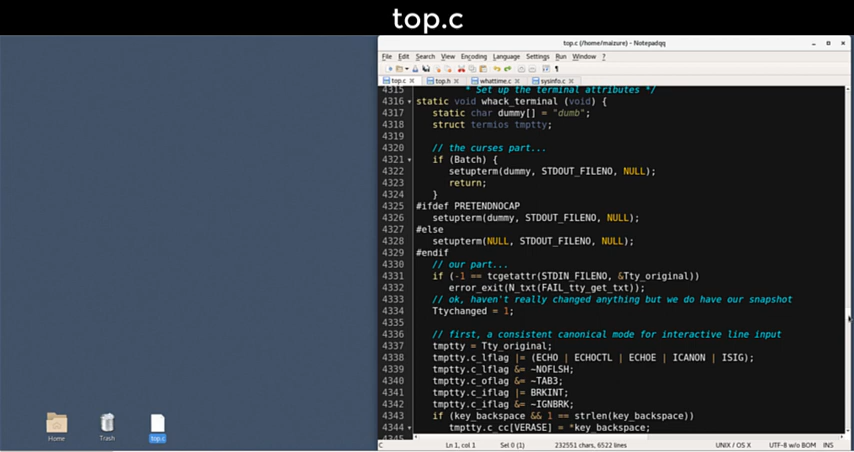 top.c
top.c (/home/maizure) - Notepadqq
File Edit Search View Encoding Language Settings Run Window ?
top.c top.h whattime.c sysinfo.c
4315 * Set up the terminal attributes */
4316 static void whack_terminal (void) {
4317 static char dummy[] = "dumb";
4318 struct termios tmptty;
4319
4320 // the curses part...
4321 if (Batch) {
4322 setupterm(dummy, STDOUT_FILENO, NULL);
4323 return;
4324 }
4325 #ifdef PRETENDNOCAP
4326 setupterm(dummy, STDOUT_FILENO, NULL);
4327 #else
4328 setupterm(NULL, STDOUT_FILENO, NULL);
4329 #endif
4330 // our part...
4331 if (-1 == tcgetattr(STDIN_FILENO, &Tty_original))
4332 error_exit(N_txt(FAIL_tty_get_txt));
4333 // ok, haven't really changed anything but we do have our snapshot
4334 Ttychanged = 1;
4335
4336 // first, a consistent canonical mode for interactive line input
4337 tmptty = Tty_original;
4338 tmptty.c_lflag |= (ECHO | ECHOCTL | ECHOE | ICANON | ISIG);
4339 tmptty.c_lflag &= ~NOFLSH;
4340 tmptty.c_oflag &= ~TAB3;
4341 tmptty.c_iflag |= BRKINT;
4342 tmptty.c_iflag &= ~IGNBRK;
4343 if (key_backspace && 1 == strlen(key_backspace))
4344 tmptty.c_cc[VERASE] = *key_backspace;
4345
Home Trash top.c
C Ln 1, col 1 Sel 0 (1) 232551 chars, 6522 lines UNIX / OS X UTF-8 w/o BOM INS